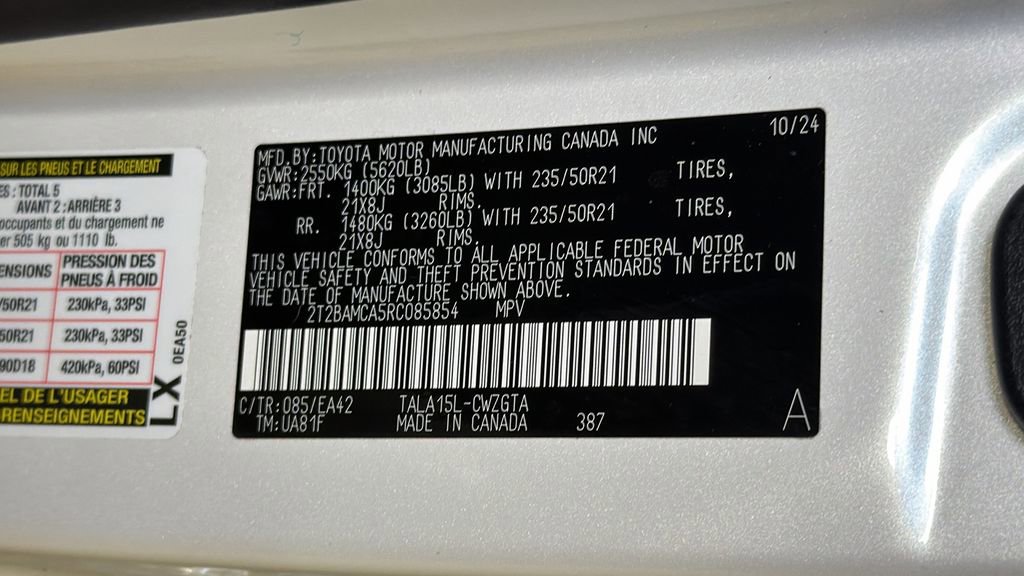 SUR LES PNEUS ET LE CHARGEMENT
ES : TOTAL 5
AVANT 2 : ARRIÈRE 3
occupants et du chargement ne
er 505 kg ou 1110 lb.
ENSIONS PRESSION DES PNEUS À FROID
/50R21 230kPa, 33PSI
50R21 230kPa, 33PSI
90D18 420kPa, 60PSI
EL DE L'USAGER
RENSEIGNEMENTS
LX 0EA50
10/24
MFD.BY:TOYOTA MOTOR MANUFACTURING CANADA INC
GVWR:2550KG (5620LB)
GAWR:FRT. 1400KG (3085LB) WITH 235/50R21 TIRES,
21X8J RIMS.
RR. 1480KG (3260LB) WITH 235/50R21 TIRES,
21X8J RIMS.
THIS VEHICLE CONFORMS TO ALL APPLICABLE FEDERAL MOTOR
VEHICLE SAFETY AND THEFT PREVENTION STANDARDS IN EFFECT ON
THE DATE OF MANUFACTURE SHOWN ABOVE.
2T2BAMCA5RC085854 MPV
C/TR:085/EA42 TALA15L-CWZGTA
TM:UA81F MADE IN CANADA 387
A